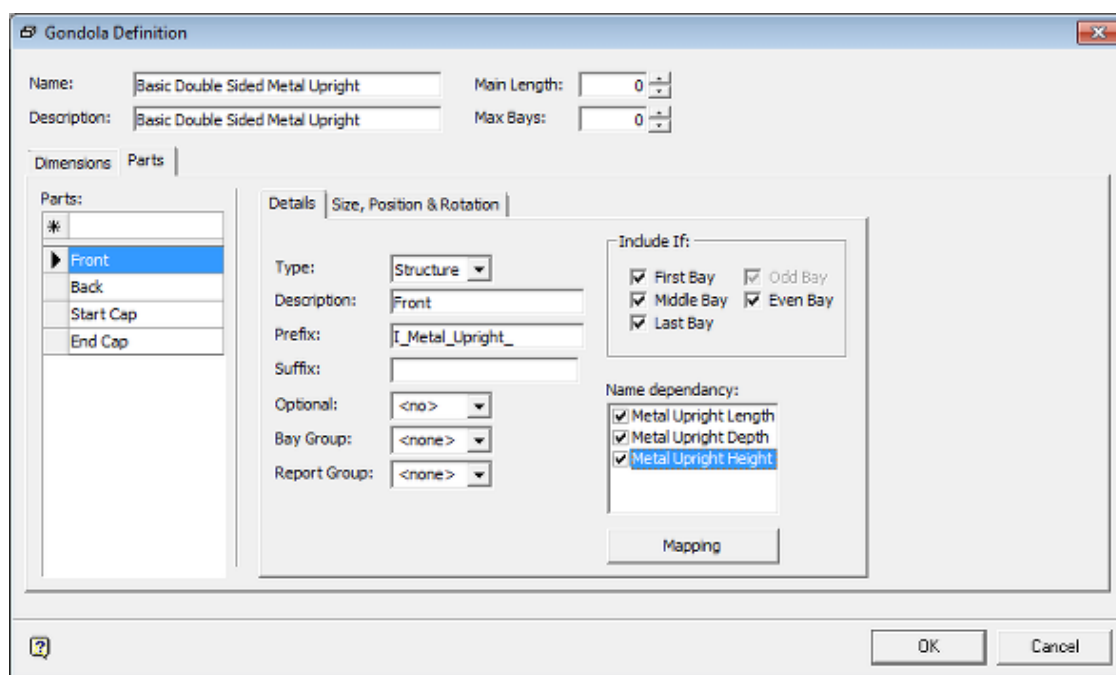 Gondola Definition
Name: Basic Double Sided Metal Upright Main Length: 0
Description: Basic Double Sided Metal Upright Max Bays: 0
Dimensions Parts
Parts:
Front
Back
Start Cap
End Cap
Details Size, Position & Rotation
Type: Structure
Description: Front
Prefix: I_Metal_Upright_
Suffix:
Optional: <no>
Bay Group: <none>
Report Group: <none>
Include If:
First Bay Odd Bay
Middle Bay Even Bay
Last Bay
Name dependancy:
Metal Upright Length
Metal Upright Depth
Metal Upright Height
Mapping
OK Cancel